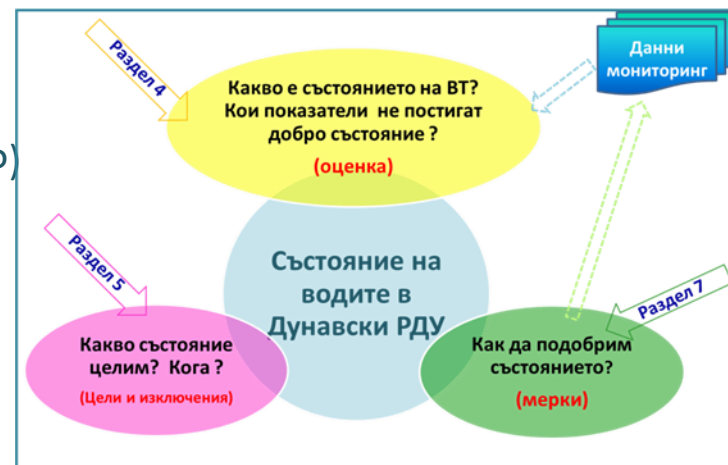 Раздел 4
Какво е състоянието на ВТ?
Кои показатели не постигат
добро състояние ?
(оценка)
Данни
мониторинг
Р)
Състояние на
водите в
Дунавски РДУ
Раздел 5
Какво състояние
целим? Кога ?
(Цели и изключения)
Раздел 7
Как да подобрим
състоянието?
(мерки)